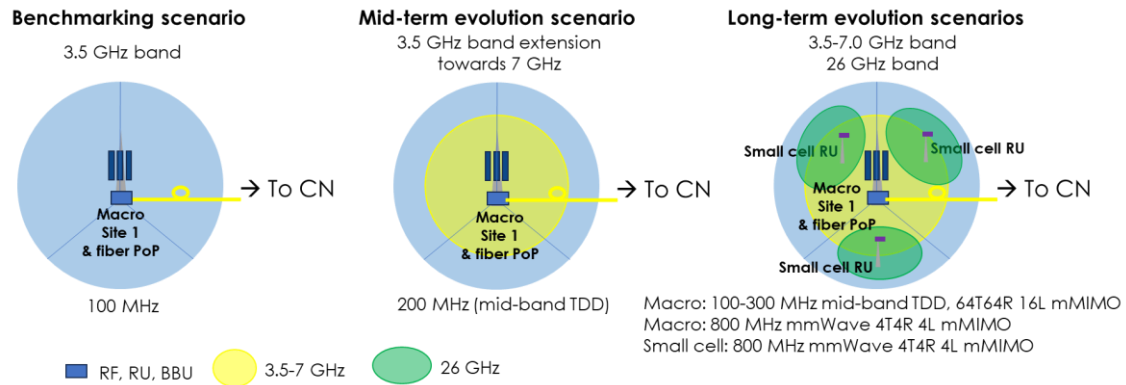 Benchmarking scenario
3.5 GHz band
Macro
Site 1
& fiber PoP
→ To CN
100 MHz
Mid-term evolution scenario
3.5 GHz band extension
towards 7 GHz
Macro
Site 1
& fiber PoP
→ To CN
200 MHz (mid-band TDD)
Long-term evolution scenarios
3.5-7.0 GHz band
26 GHz band
Small cell RU
Small cell RU
Macro
Site 1
& fiber PoP
→ To CN
Small cell RU
Macro: 100-300 MHz mid-band TDD, 64T64R 16L mMIMO
Macro: 800 MHz mmWave 4T4R 4L mMIMO
Small cell: 800 MHz mmWave 4T4R 4L mMIMO
RF, RU, BBU
3.5-7 GHz
26 GHz